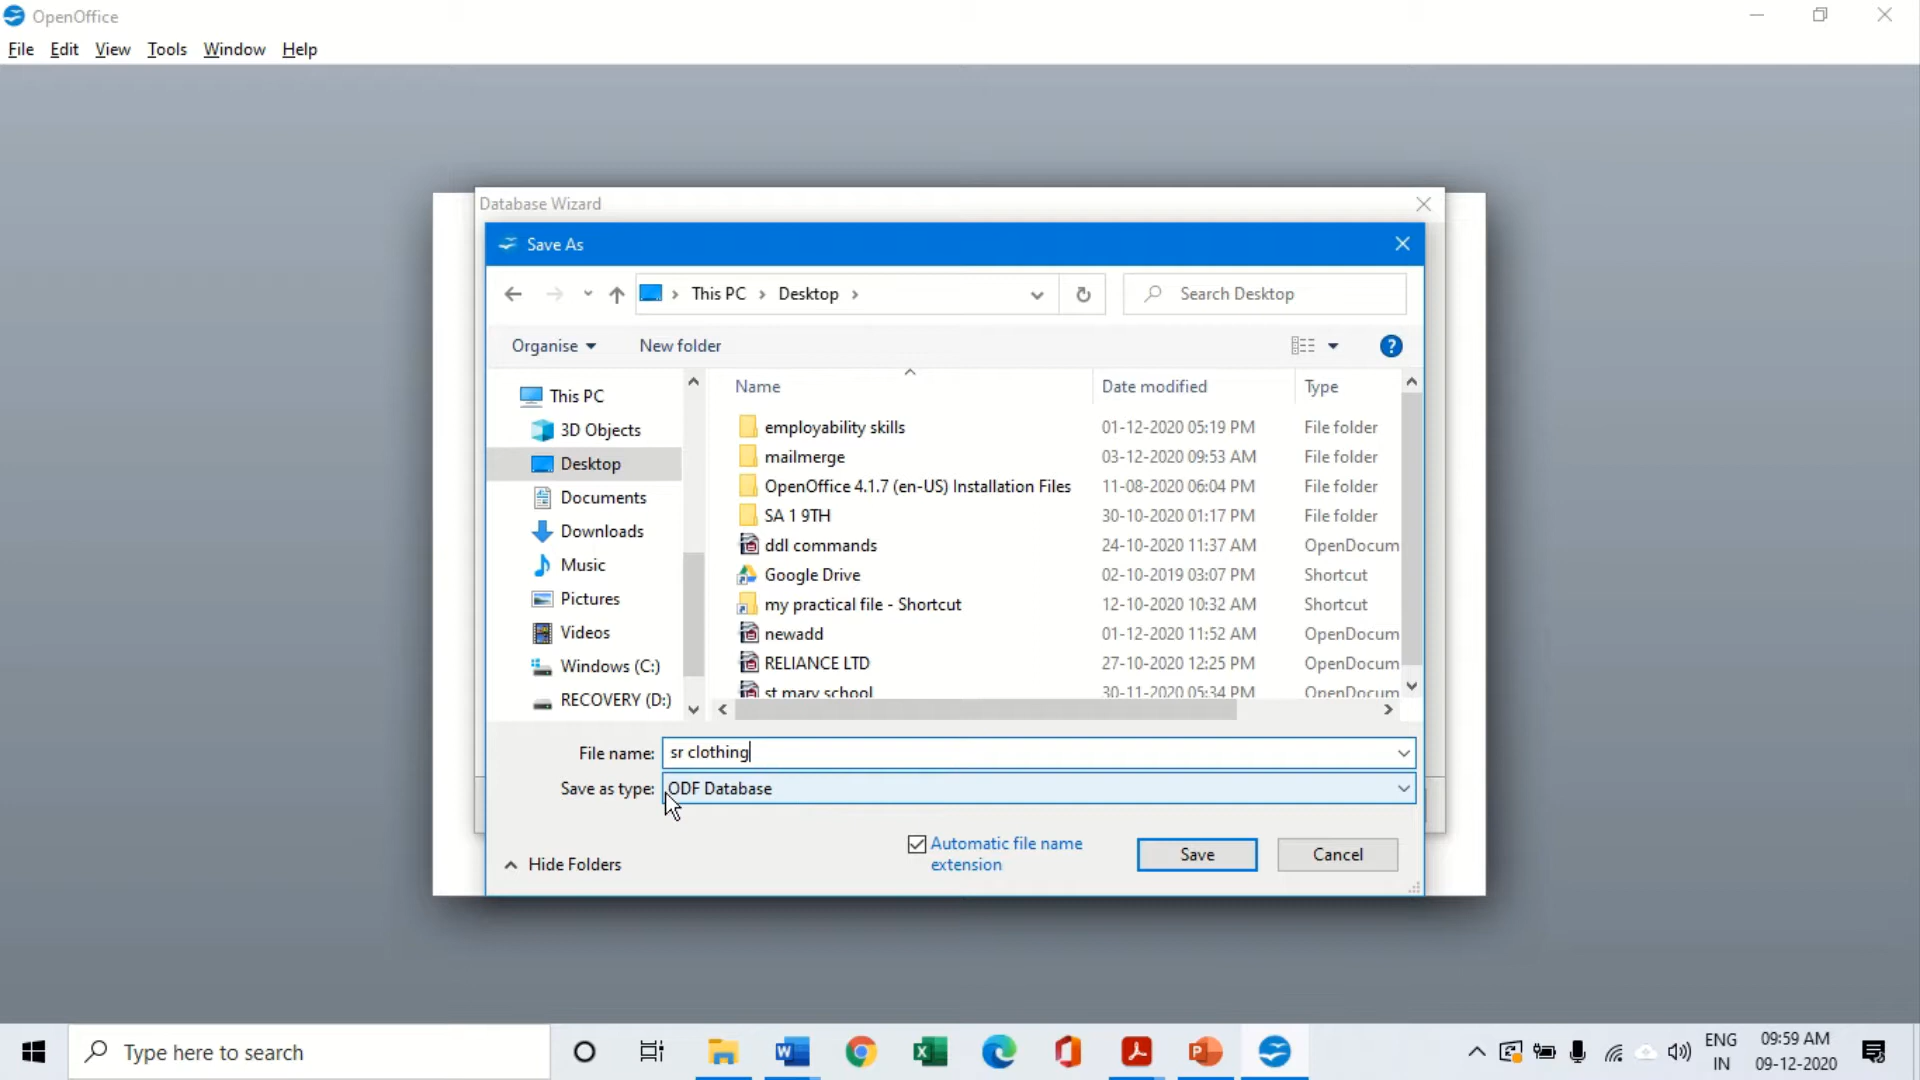 OpenOffice
File Edit View Tools Window Help
Database Wizard
Save As
This PC Desktop Search Desktop
Organise New folder
Name Date modified Type
This PC
3D Objects
Desktop
Documents
Downloads
Music
Pictures
Videos
Windows (C:)
RECOVERY (D:)
employability skills 01-12-2020 05:19 PM File folder
mailmerge 03-12-2020 09:53 AM File folder
OpenOffice 4.1.7 (en-US) Installation Files 11-08-2020 06:04 PM File folder
SA 1 9TH 30-10-2020 01:17 PM File folder
ddl commands 24-10-2020 11:37 AM OpenDocum
Google Drive 02-10-2019 03:07 PM Shortcut
my practical file - Shortcut 12-10-2020 10:32 AM Shortcut
newadd 01-12-2020 11:52 AM OpenDocum
RELIANCE LTD 27-10-2020 12:25 PM OpenDocum
st mary school 30-11-2020 05:34 PM OpenDocum
File name: sr clothing
Save as type: ODF Database
Automatic file name
extension
Save Cancel
Hide Folders
Type here to search
ENG
IN
09:59 AM
09-12-2020